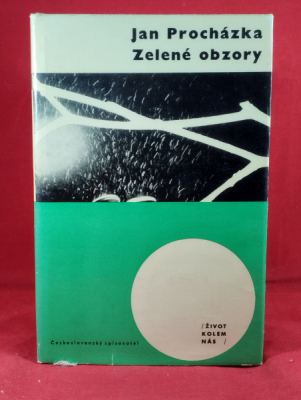 Jan Procházka
Zelené obzory
Československý spisovatel
/ŽIVOT
KOLEM
NÁS /